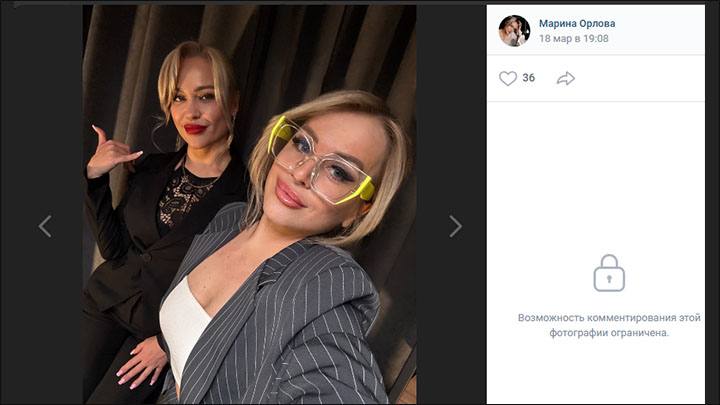 Марина Орлова
18 мар в 19:08
36
Возможность комментирования этой
фотографии ограничена.